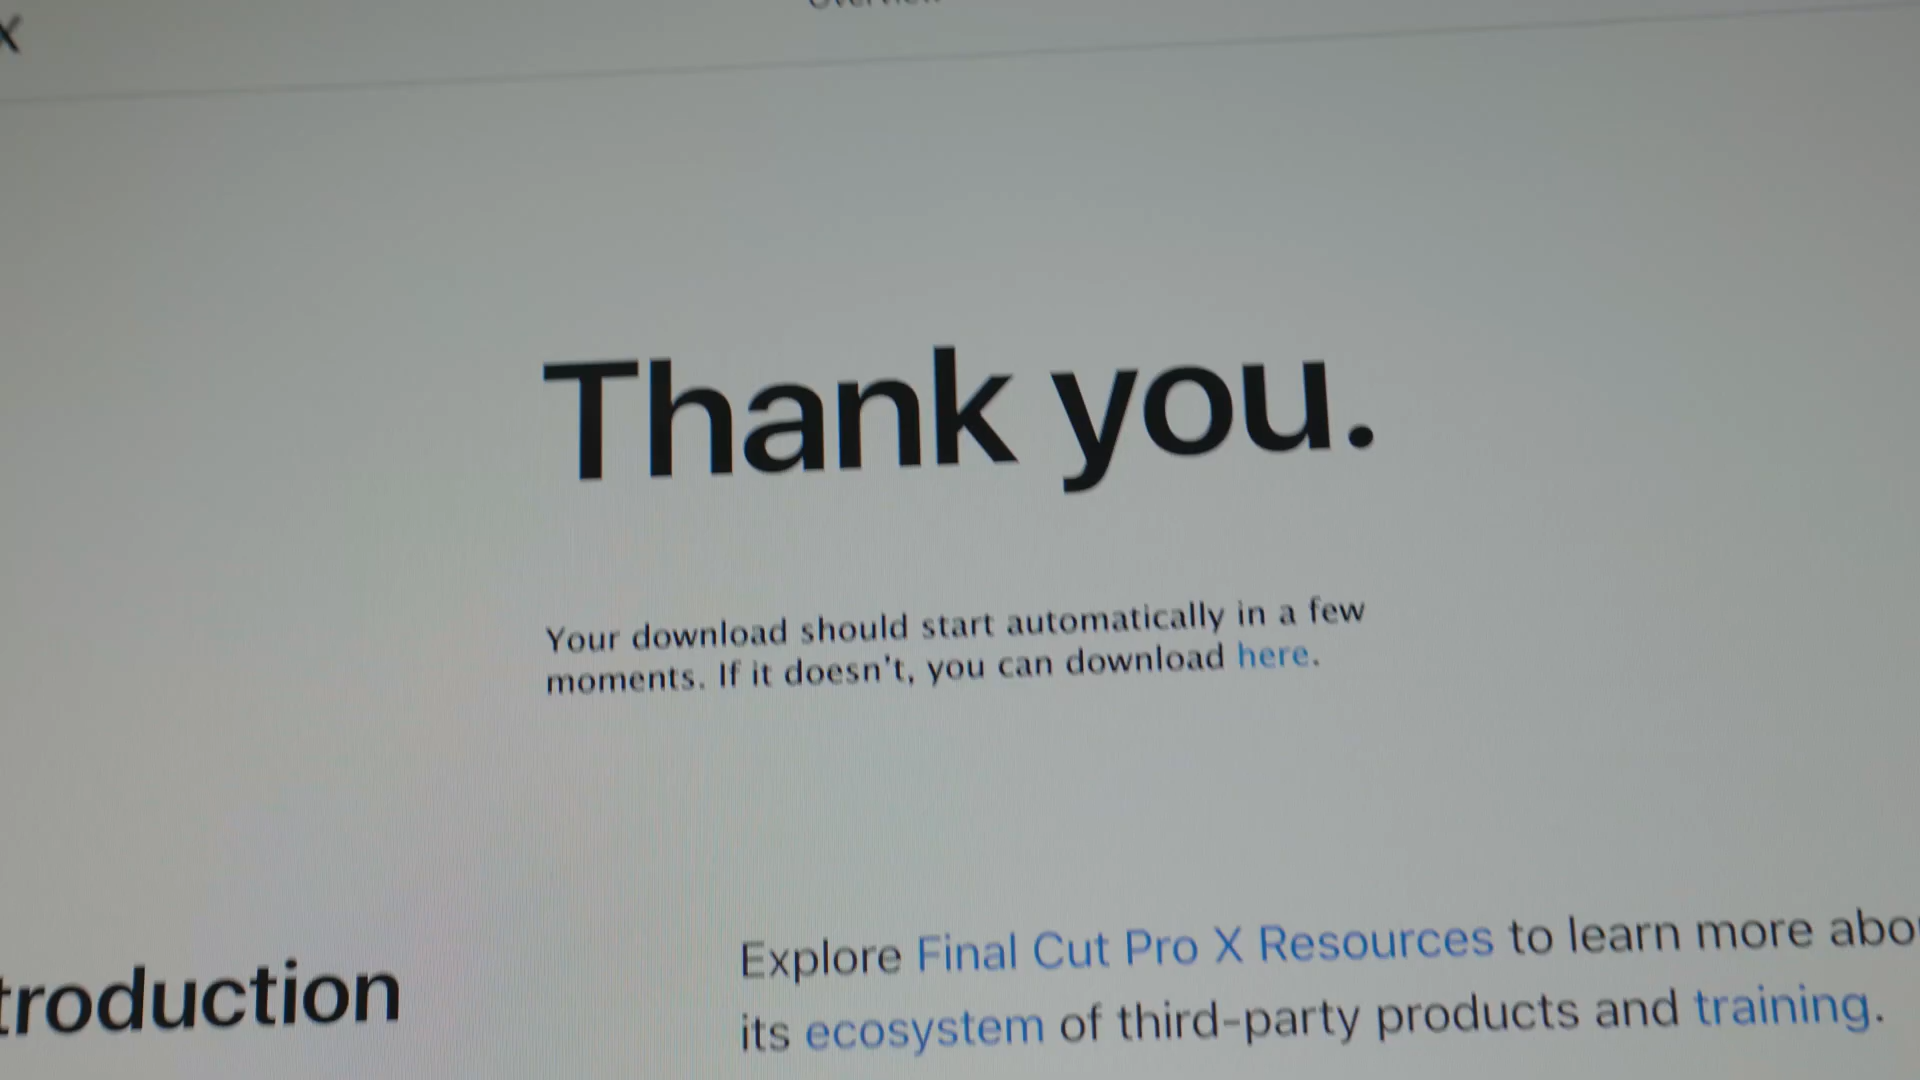 X
Thank you.
Your download should start automatically in a few
moments. If it doesn't, you can download here.
troduction
Explore Final Cut Pro X Resources to learn more abo
its ecosystem of third-party products and training.